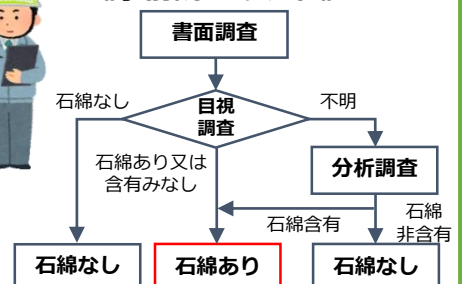 書面調査
石綿なし
目視
調査
不明
石綿あり又は
含有みなし
分析調査
石綿含有
石綿
非含有
石綿なし
石綿あり
石綿なし